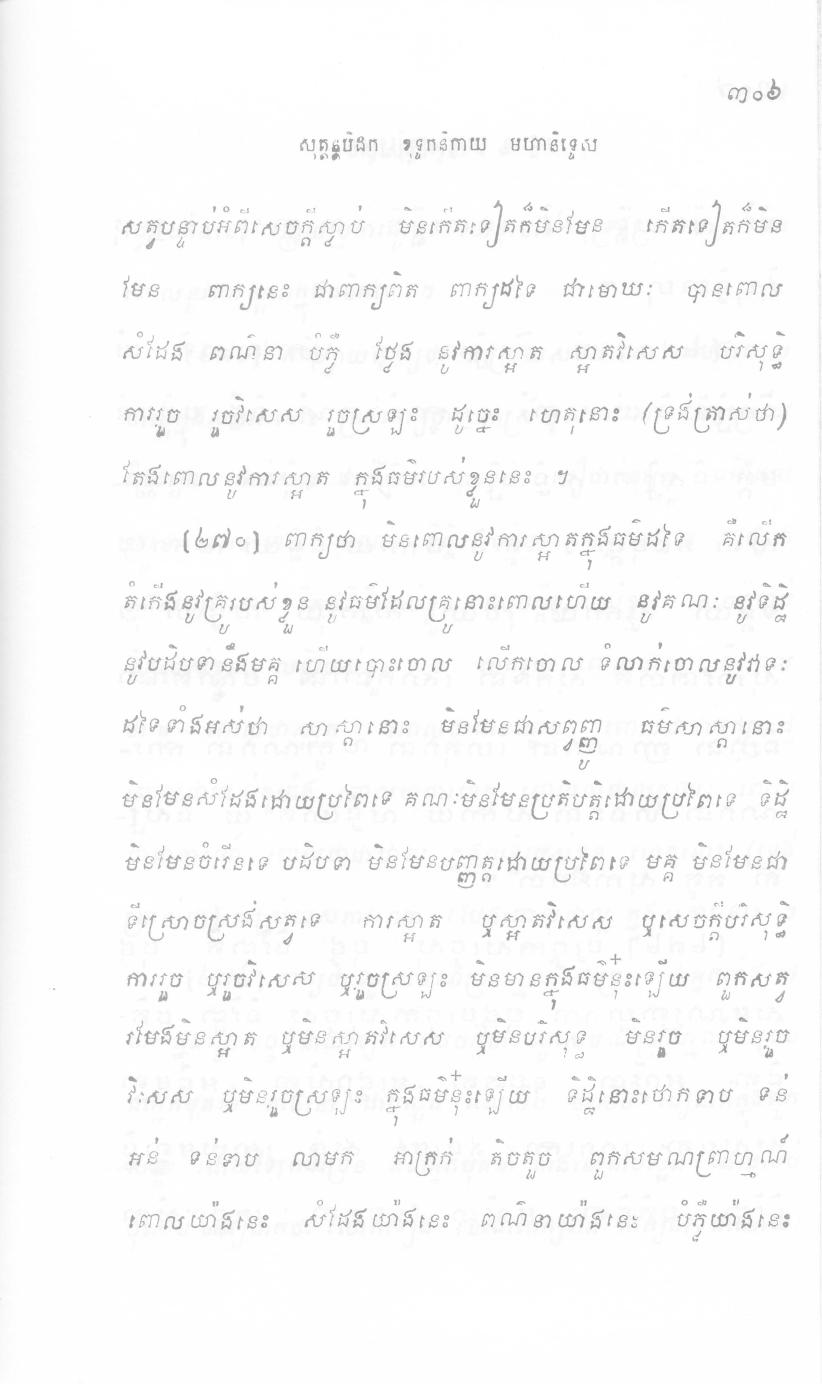 ៣០៦
សុត្តន្តបិដក ខុទ្ទកនិកាយ មហានិទ្ទេស
សត្វបន្ទាប់អំពីសេចក្តីស្លាប់ មិនកើតទៀតក៏មិនមែន កើតទៀតក៏មិន
មែន ពាក្យនេះ ជាពាក្យពិត ពាក្យដទៃ ជាមោឃៈ បានពោល
សំដែង ពណ៌នា បំភ្លឺ ថ្លែង នូវការស្អាត ស្អាតវិសេស បរិសុទ្ធិ
ការរួច រួចវិសេស រួចស្រឡះ ដូច្នេះ ហេតុនោះ (ទ្រង់ត្រាស់ថា)
តែងពោលនូវការស្អាត ក្នុងធម៌របស់ខ្លួននេះ ។
(២៧០) ពាក្យថា មិនពោលនូវការស្អាតក្នុងធម៌ដទៃ គឺលើក
តំកើងនូវគ្រូរបស់ខ្លួន នូវធម៌ដែលគ្រូនោះពោលហើយ នូវគណៈ នូវទិដ្ឋិ
នូវបដិបទា នឹងមគ្គ ហើយបោះចោល លើកចោល ទំលាក់ចោលនូវវាទៈ
ដទៃទាំងអស់ថា សាស្តានោះ មិនមែនជាសព្វញ្ញូ ធម៌សាស្តានោះ
មិនមែនសំដែងដោយប្រពៃទេ គណៈមិនមែនប្រតិបត្តិដោយប្រពៃទេ ទិដ្ឋិ
មិនមែនចំរើនទេ បដិបទា មិនមែនបញ្ញាត្តដោយប្រពៃទេ មគ្គ មិនមែនជា
ទីស្រោចស្រង់សត្វទេ ការស្អាត ឬស្អាតវិសេស ឬសេចក្តីបរិសុទ្ធិ
ការរួច ឬរួចវិសេស ឬរួចស្រឡះ មិនមានក្នុងធម៌នុ៎ះឡើយ ពួកសត្វ
រមែងមិនស្អាត ឬមិនស្អាតវិសេស ឬមិនបរិសុទ្ធ មិនរួច ឬមិនរួច
វិសេស ឬមិនរួចស្រឡះ ក្នុងធម៌នុ៎ះឡើយ ទិដ្ឋិនោះថោកទាប ទន់
អន់ ទន់ទាប លាមក អាក្រក់ តិចតួច ពួកសមណព្រាហ្មណ៍
ពោលយ៉ាងនេះ សំដែងយ៉ាងនេះ ពណ៌នាយ៉ាងនេះ បំភ្លឺយ៉ាងនេះ